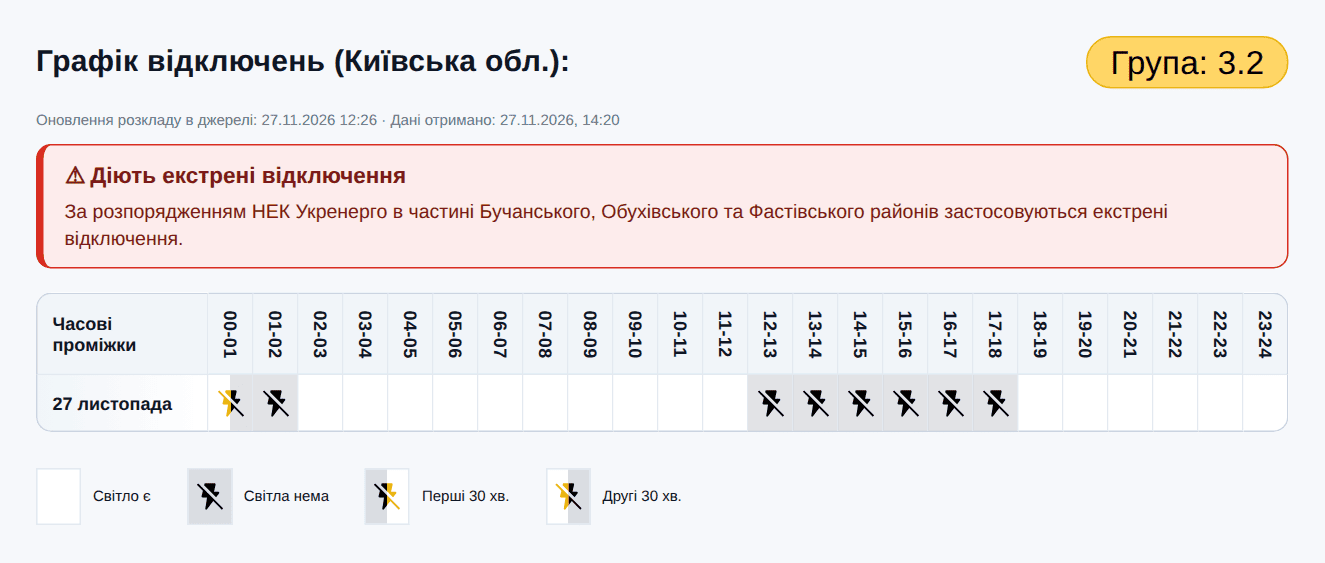 Графік відключень (Київська обл.):
Група: 3.2
Оновлення розкладу в джерелі: 27.11.2026 12:26 · Дані отримано: 27.11.2026, 14:20
⚠ Діють екстрені відключення
За розпорядженням НЕК Укренерго в частині Бучанського, Обухівського та Фастівського районів застосовуються екстрені
відключення.
Часові
проміжки
00-01 01-02 02-03 03-04 04-05 05-06 06-07 07-08 08-09 09-10 10-11 11-12 12-13 13-14 14-15 15-16 16-17 17-18 18-19 19-20 20-21 21-22 22-23 23-24
27 листопада
Світло є Світла нема Перші 30 хв. Другі 30 хв.